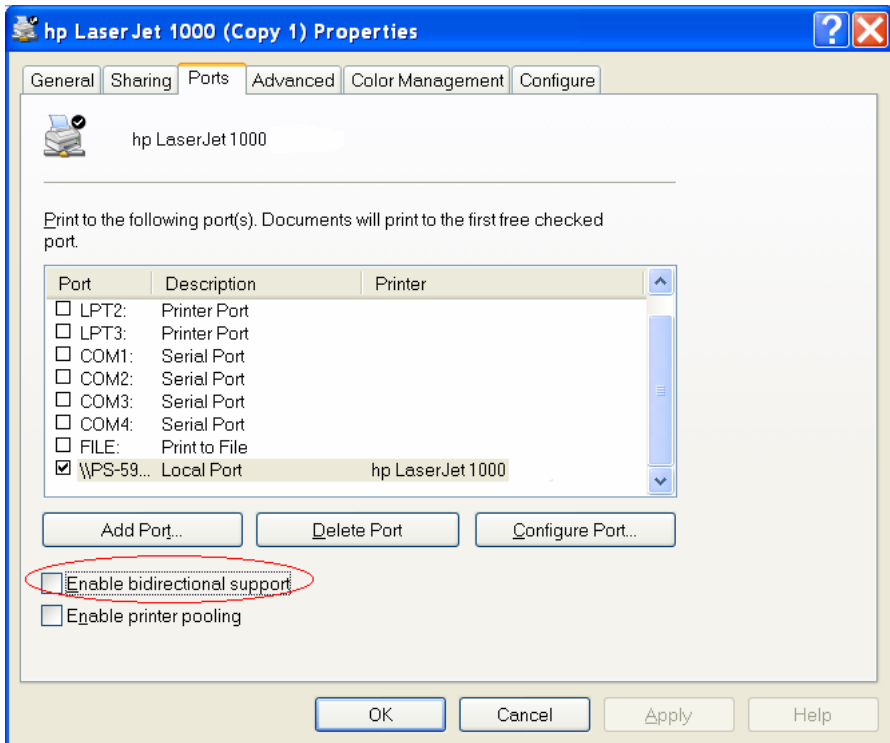 hp LaserJet 1000 (Copy 1) Properties
General Sharing Ports Advanced Color Management Configure
hp LaserJet 1000
Print to the following port(s). Documents will print to the first free checked
port.
Port Description Printer
LPT2: Printer Port
LPT3: Printer Port
COM1: Serial Port
COM2: Serial Port
COM3: Serial Port
COM4: Serial Port
FILE: Print to File
\\PS-59... Local Port hp LaserJet 1000
Add Port... Delete Port Configure Port...
Enable bidirectional support
Enable printer pooling
OK Cancel Apply Help